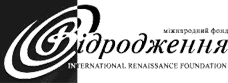 міжнародний фонд
Відродження
INTERNATIONAL RENAISSANCE FOUNDATION